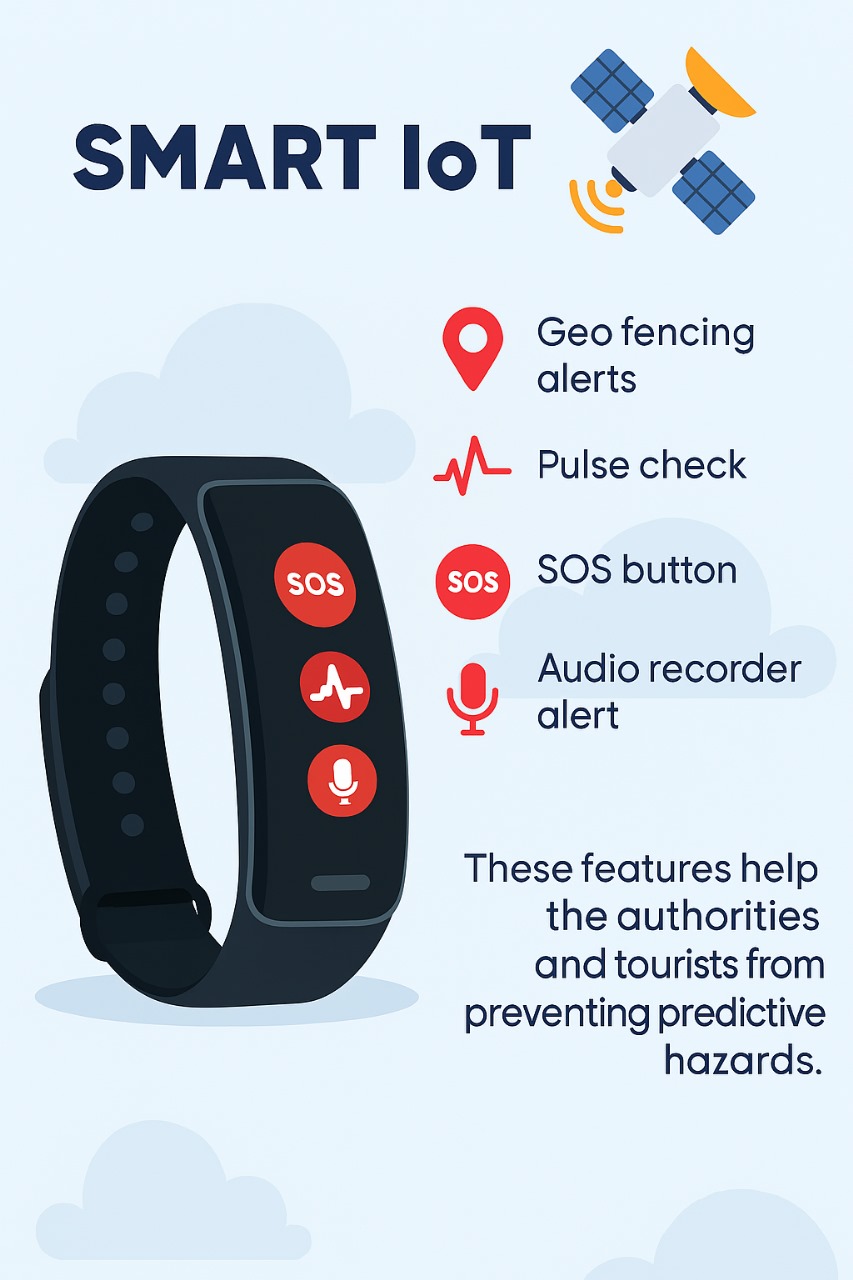 SMART IoT
Geo fencing
alerts
Pulse check
SOS
SOS
SOS button
Audio recorder
alert
These features help
the authorities
and tourists from
preventing predictive
hazards.